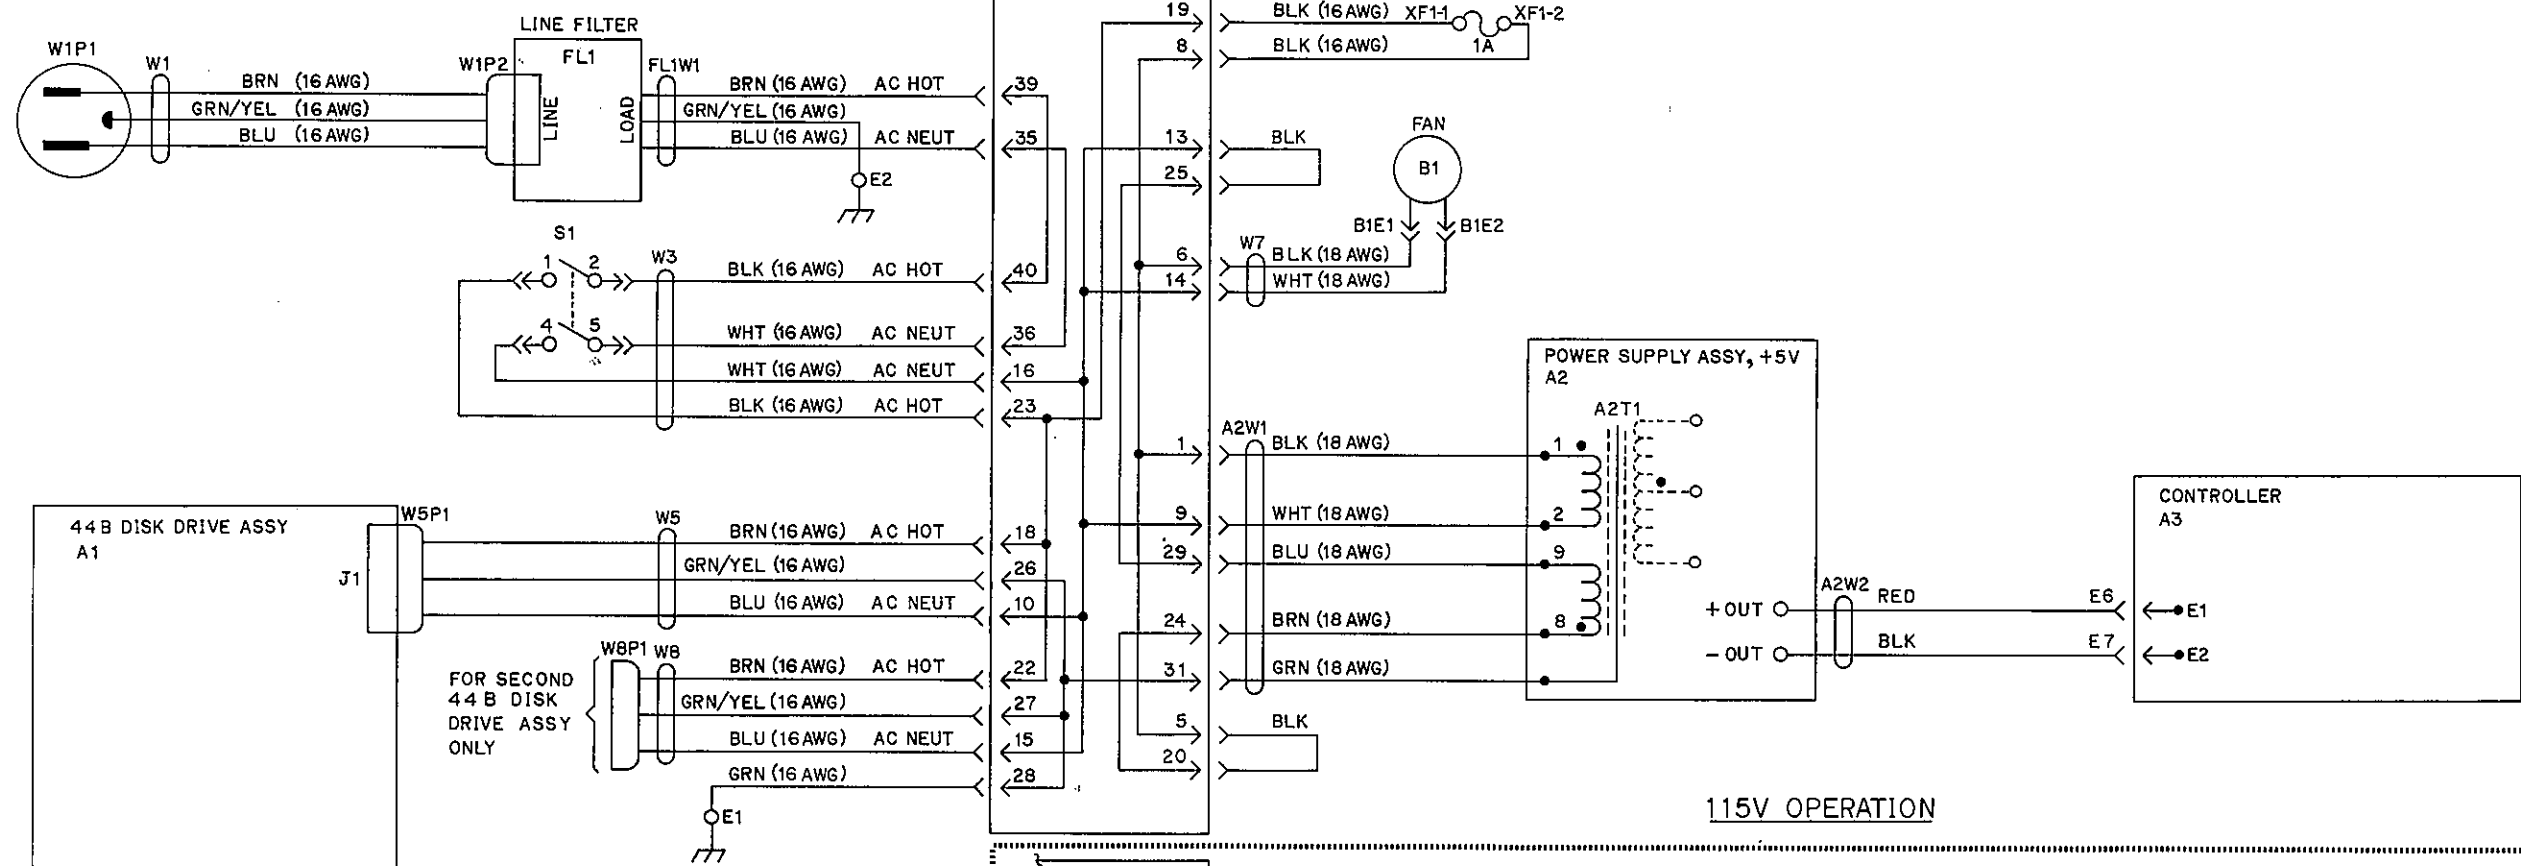 LINE FILTER
FL1
W1P1
W1
W1P2
FL1W1
BRN (16 AWG)
GRN/YEL (16 AWG)
BLU (16 AWG)
LINE
LOAD
BRN (16 AWG) AC HOT
GRN/YEL (16 AWG)
BLU (16 AWG) AC NEUT
39
35
E2
S1
W3
1 2
4 5
BLK (16 AWG) AC HOT
40
WHT (16 AWG) AC NEUT
36
WHT (16 AWG) AC NEUT
16
BLK (16 AWG) AC HOT
23
44B DISK DRIVE ASSY
A1
W5P1
J1
W5
BRN (16 AWG) AC HOT
18
GRN/YEL (16 AWG)
26
BLU (16 AWG) AC NEUT
10
W8P1 W8
FOR SECOND
44B DISK
DRIVE ASSY
ONLY
BRN (16 AWG) AC HOT
22
GRN/YEL (16 AWG)
27
BLU (16 AWG) AC NEUT
15
GRN (16 AWG)
28
E1
19
BLK (16 AWG) XF1-1
XF1-2
1A
8
BLK (16 AWG)
13
BLK
25
FAN
B1
B1E1
B1E2
W7
6
BLK (18 AWG)
14
WHT (18 AWG)
A2W1
1
BLK (18 AWG)
9
WHT (18 AWG)
29
BLU (18 AWG)
24
BRN (18 AWG)
31
GRN (18 AWG)
5
BLK
20
POWER SUPPLY ASSY, +5V
A2
A2T1
1
2
9
8
+OUT
-OUT
A2W2
RED
BLK
E6
E7
CONTROLLER
A3
E1
E2
115V OPERATION